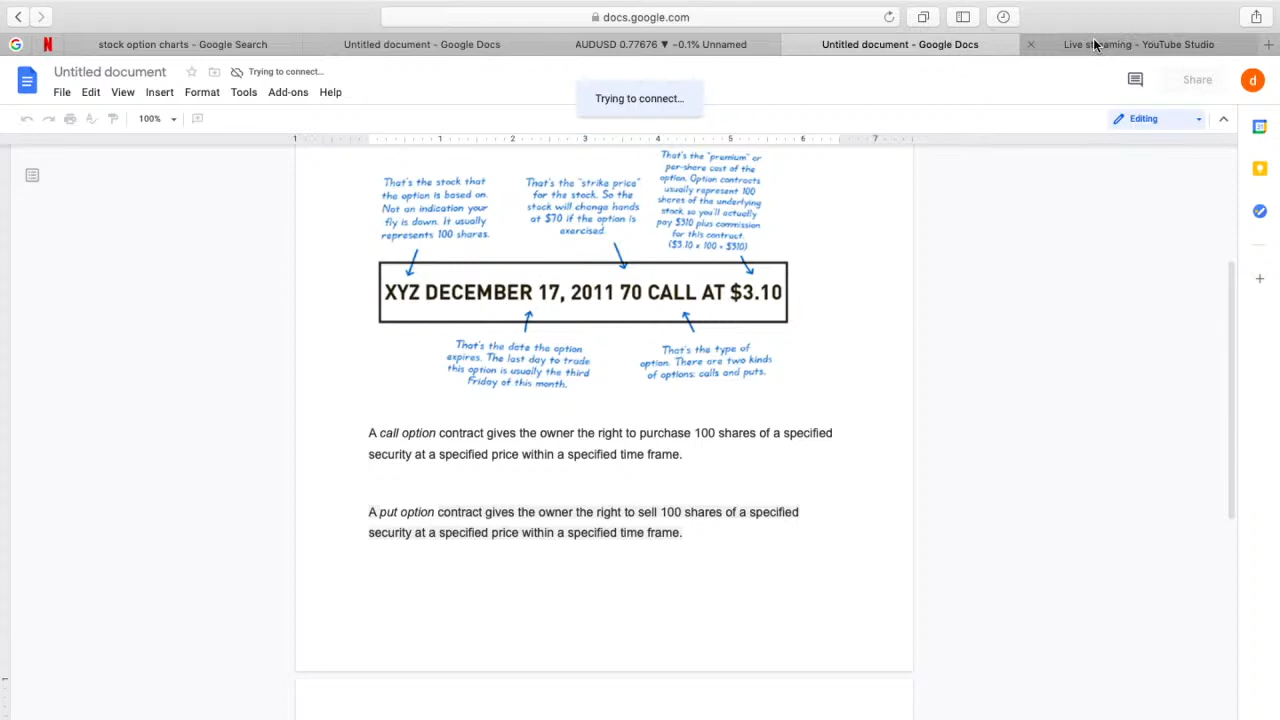 docs.google.com
stock option charts - Google Search
Untitled document - Google Docs
AUDUSD 0.77676 ▼ −0.1% Unnamed
Untitled document - Google Docs
Live streaming - YouTube Studio
Untitled document
Trying to connect…
File Edit View Insert Format Tools Add-ons Help
Trying to connect…
Share
d
100%
Editing
1 1 2 3 4 5 6 7
That's the stock that
the option is based on.
Not an indication your
fly is down. It usually
represents 100 shares.
That's the "strike price"
for the stock. So the
stock will change hands
at $70 if the option is
exercised.
That's the "premium" or
per-share cost of the
option. Option contracts
usually represent 100
shares of the underlying
stock, so you'll actually
pay $310 plus commission
for this contract.
($3.10 x 100 = $310)
XYZ DECEMBER 17, 2011 70 CALL AT $3.10
That's the date the option
expires. The last day to trade
this option is usually the third
Friday of this month.
That's the type of
option. There are two kinds
of options: calls and puts.
A call option contract gives the owner the right to purchase 100 shares of a specified
security at a specified price within a specified time frame.
A put option contract gives the owner the right to sell 100 shares of a specified
security at a specified price within a specified time frame.